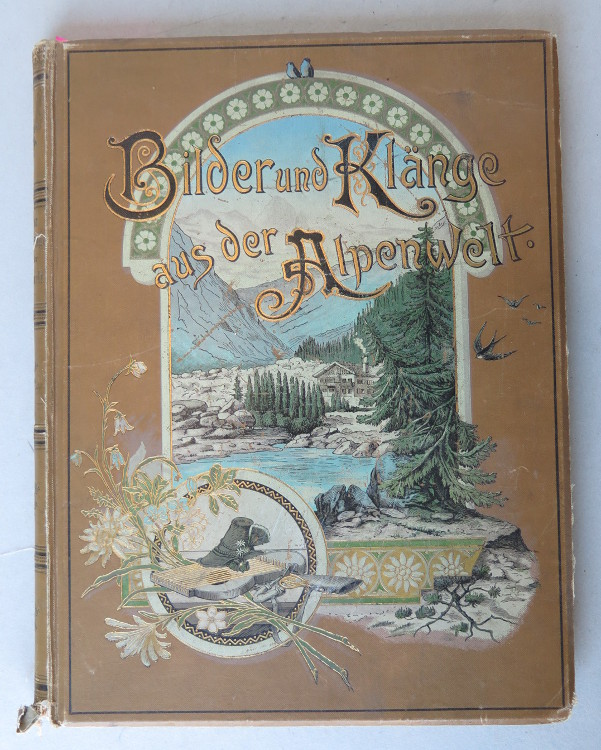 Bilder und Klänge
aus der Alpenwelt.